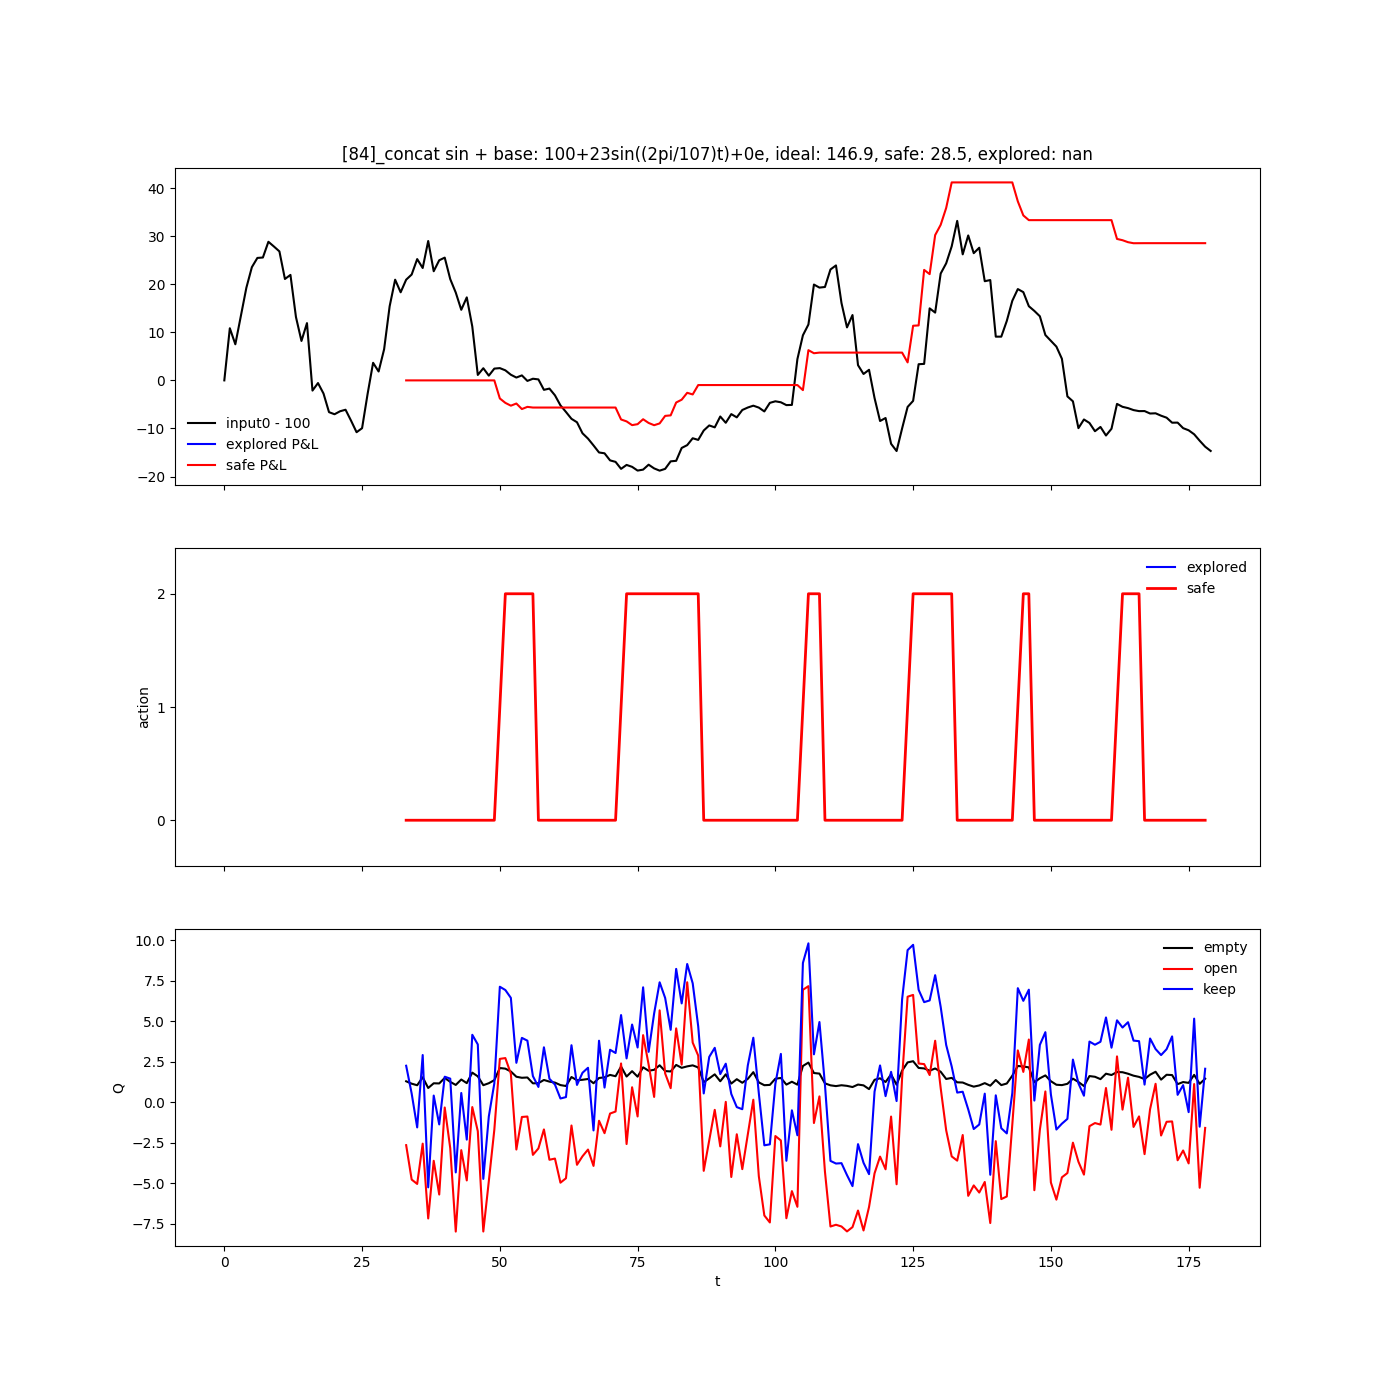 [84]_concat sin + base: 100+23sin((2pi/107)t)+0e, ideal: 146.9, safe: 28.5, explored: nan
40
30
20
10
0
−10
−20
input0 - 100
explored P&L
safe P&L
explored
safe
2
1
0
action
empty
open
keep
10.0
7.5
5.0
2.5
0.0
−2.5
−5.0
−7.5
Q
0 25 50 75 100 125 150 175
t